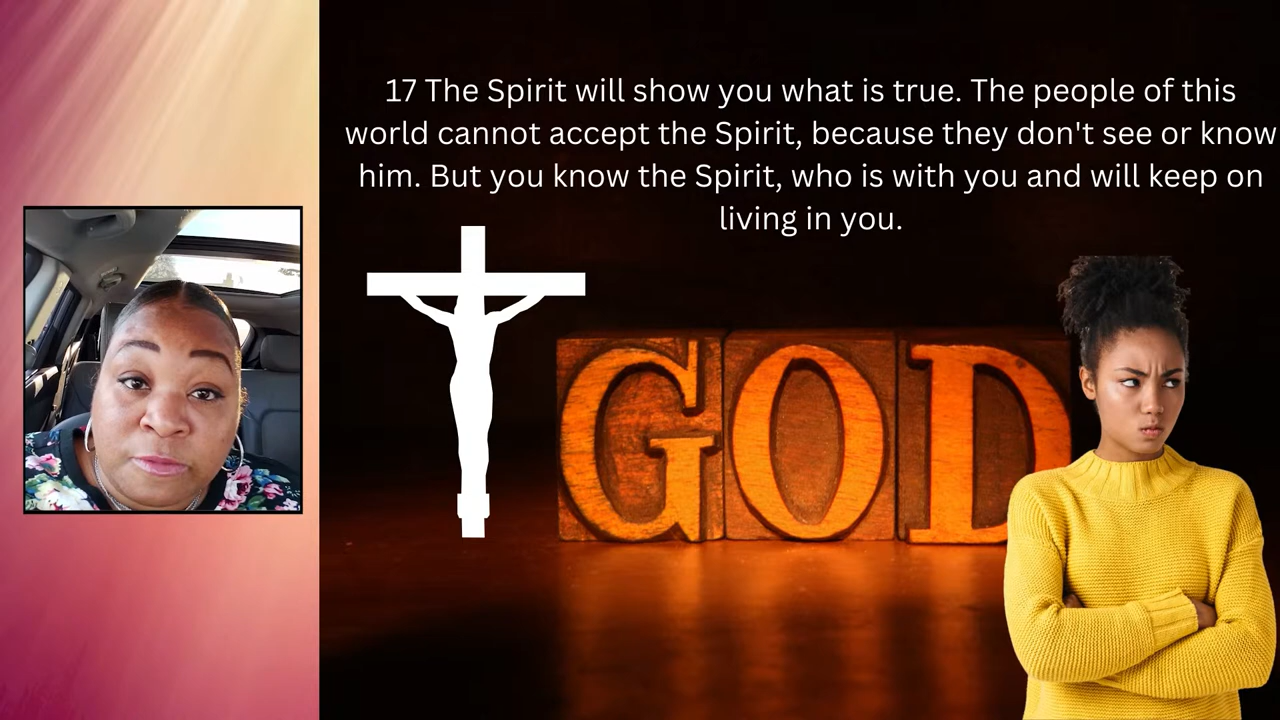 17 The Spirit will show you what is true. The people of this
world cannot accept the Spirit, because they don't see or know
him. But you know the Spirit, who is with you and will keep on
living in you.
GOD